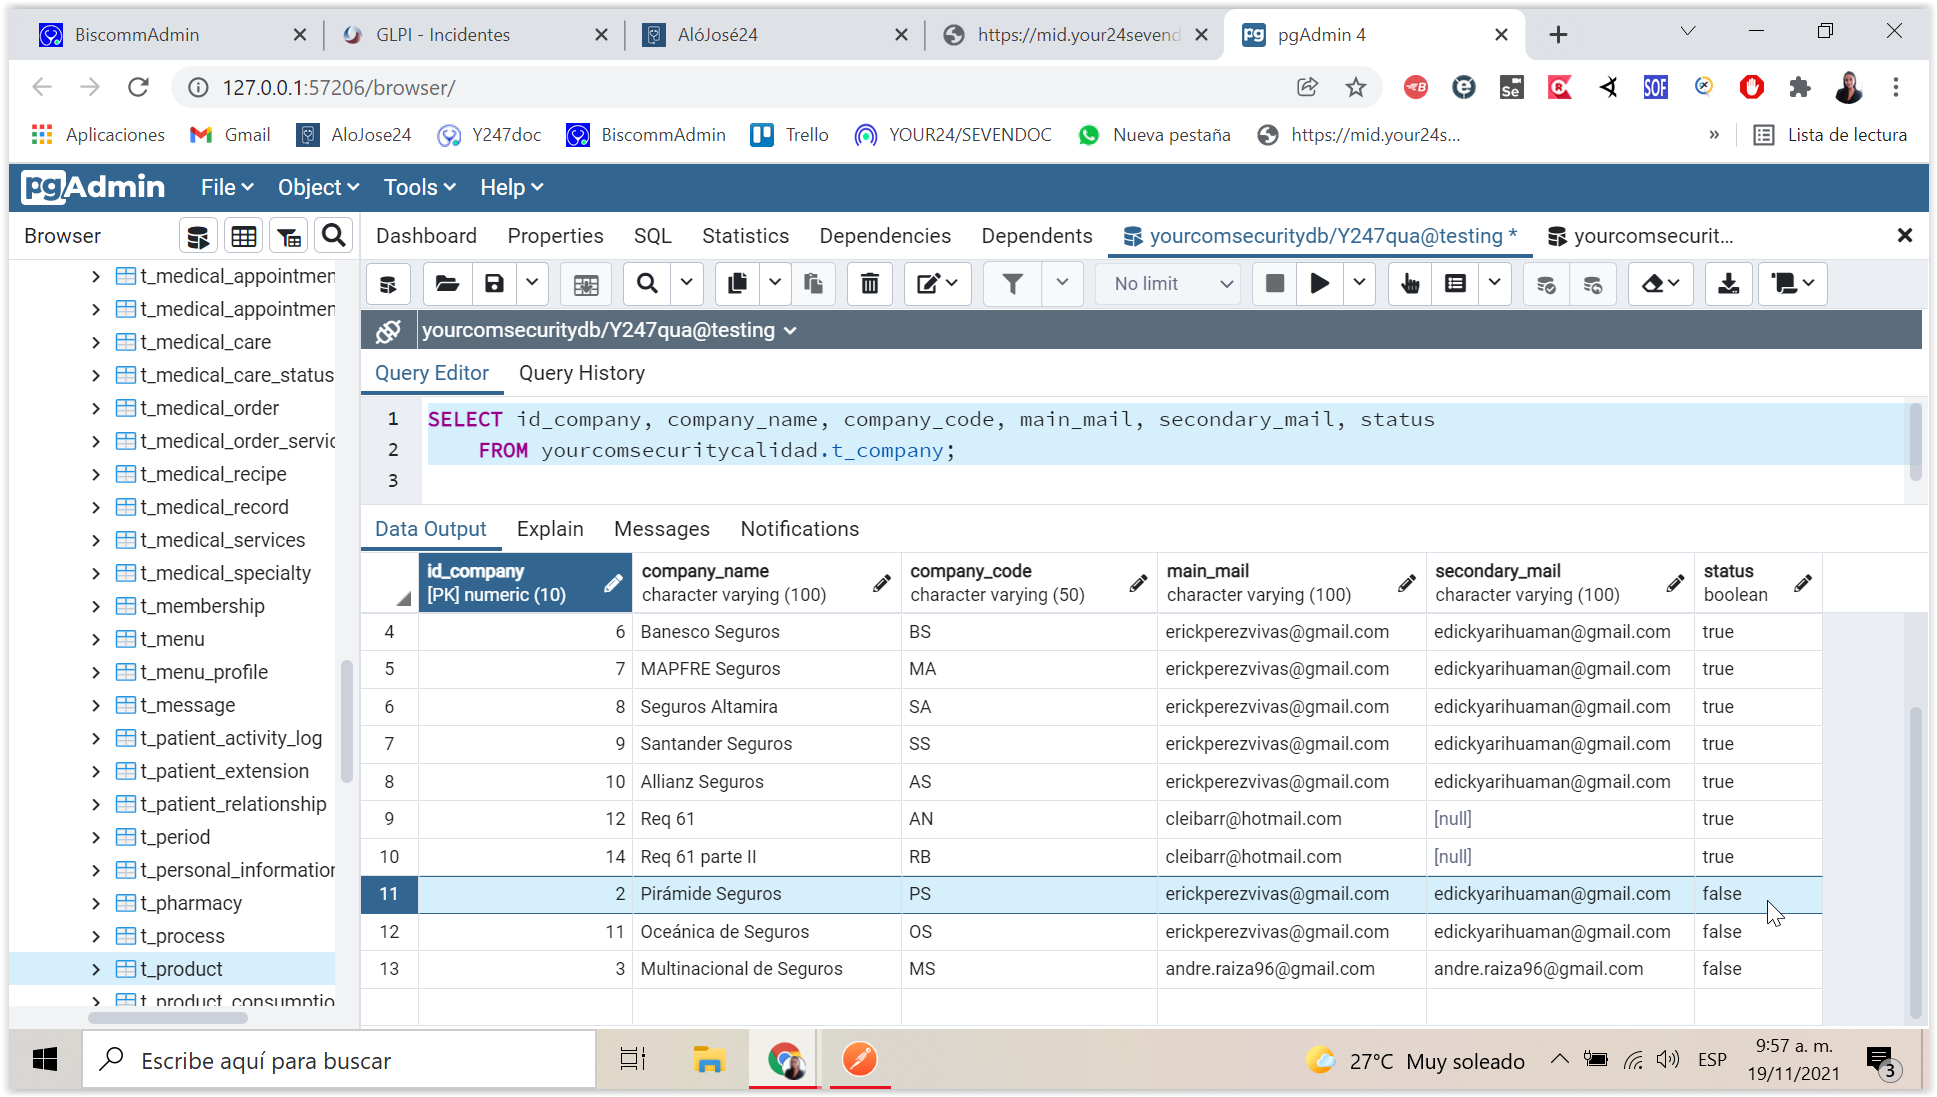 BiscommAdmin
GLPI - Incidentes
AlóJosé24
https://mid.your24sevend
pgAdmin 4
127.0.0.1:57206/browser/
Aplicaciones
Gmail
AloJose24
Y247doc
BiscommAdmin
Trello
YOUR24/SEVENDOC
Nueva pestaña
https://mid.your24s...
»
Lista de lectura
pgAdmin
File
Object
Tools
Help
Browser
Dashboard
Properties
SQL
Statistics
Dependencies
Dependents
yourcomsecuritydb/Y247qua@testing *
yourcomsecurit...
No limit
yourcomsecuritydb/Y247qua@testing
Query Editor
Query History
1 SELECT id_company, company_name, company_code, main_mail, secondary_mail, status
2 FROM yourcomsecuritycalidad.t_company;
3
t_medical_appointmen
t_medical_appointmen
t_medical_care
t_medical_care_status
t_medical_order
t_medical_order_servic
t_medical_recipe
t_medical_record
t_medical_services
t_medical_specialty
t_membership
t_menu
t_menu_profile
t_message
t_patient_activity_log
t_patient_extension
t_patient_relationship
t_period
t_personal_information
t_pharmacy
t_process
t_product
t_product_consumptio
Data Output
Explain
Messages
Notifications
id_company company_name company_code main_mail secondary_mail status
[PK] numeric (10) character varying (100) character varying (50) character varying (100) character varying (100) boolean
4 6 Banesco Seguros BS erickperezvivas@gmail.com edickyarihuaman@gmail.com true
5 7 MAPFRE Seguros MA erickperezvivas@gmail.com edickyarihuaman@gmail.com true
6 8 Seguros Altamira SA erickperezvivas@gmail.com edickyarihuaman@gmail.com true
7 9 Santander Seguros SS erickperezvivas@gmail.com edickyarihuaman@gmail.com true
8 10 Allianz Seguros AS erickperezvivas@gmail.com edickyarihuaman@gmail.com true
9 12 Req 61 AN cleibarr@hotmail.com [null] true
10 14 Req 61 parte II RB cleibarr@hotmail.com [null] true
11 2 Pirámide Seguros PS erickperezvivas@gmail.com edickyarihuaman@gmail.com false
12 11 Oceánica de Seguros OS erickperezvivas@gmail.com edickyarihuaman@gmail.com false
13 3 Multinacional de Seguros MS andre.raiza96@gmail.com andre.raiza96@gmail.com false
Escribe aquí para buscar
27°C Muy soleado
ESP
9:57 a. m.
19/11/2021
3
Se
SOF
B